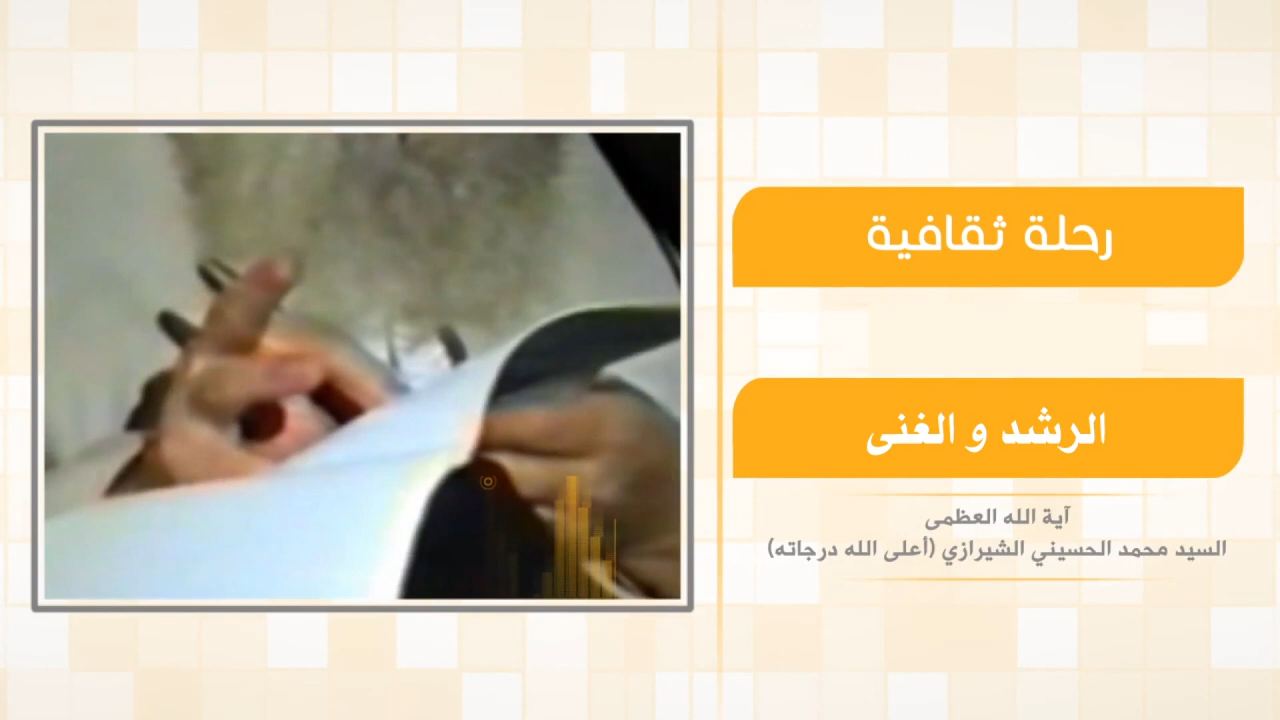 رحلة ثقافية
الرشد و الغنى
آية الله العظمى
السيد محمد الحسيني الشيرازي (أعلى الله درجاته)